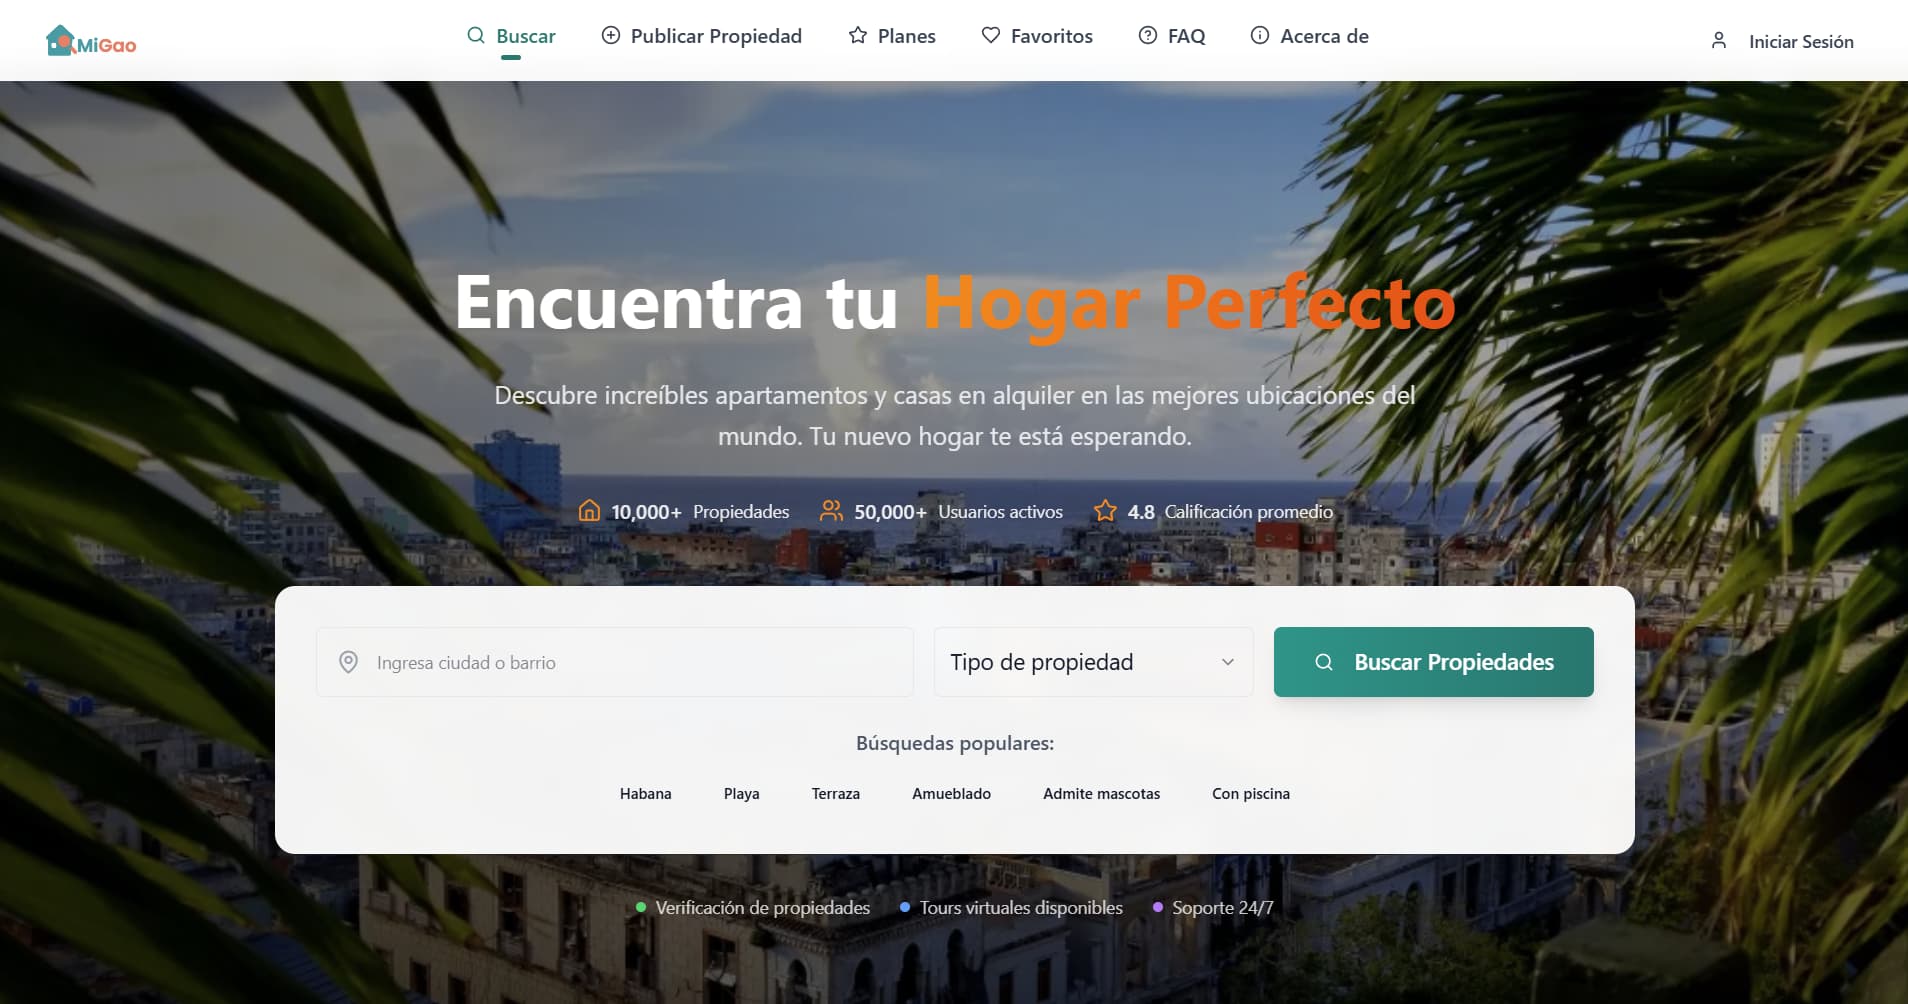 MiGao
Buscar
Publicar Propiedad
Planes
Favoritos
FAQ
Acerca de
Iniciar Sesión
Encuentra tu Hogar Perfecto
Descubre increíbles apartamentos y casas en alquiler en las mejores ubicaciones del
mundo. Tu nuevo hogar te está esperando.
10,000+ Propiedades
50,000+ Usuarios activos
4.8 Calificación promedio
Ingresa ciudad o barrio
Tipo de propiedad
Buscar Propiedades
Búsquedas populares:
Habana
Playa
Terraza
Amueblado
Admite mascotas
Con piscina
Verificación de propiedades
Tours virtuales disponibles
Soporte 24/7